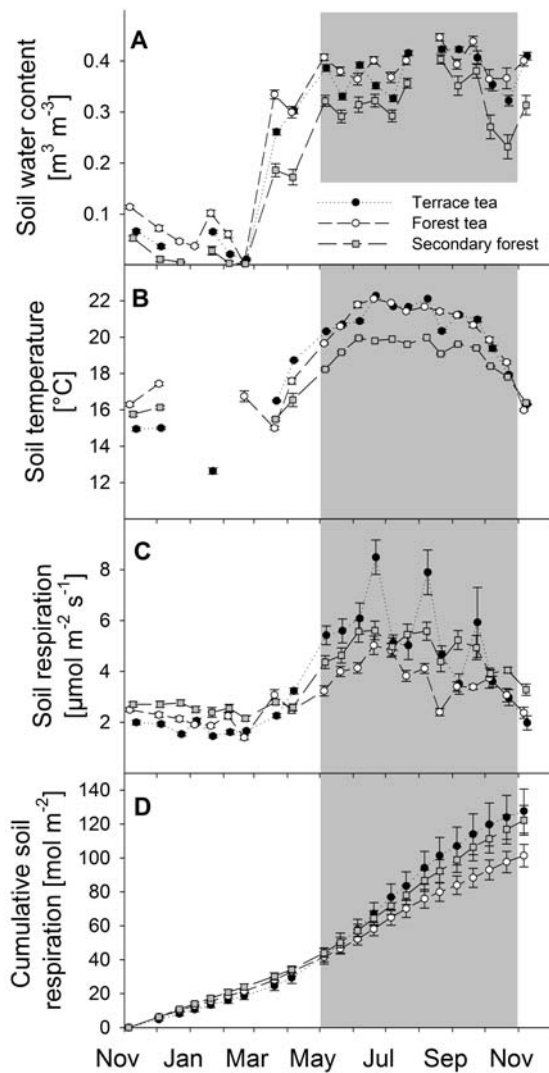 A
Soil water content
[m³ m⁻³]
0.4
0.3
0.2
0.1
Terrace tea
Forest tea
Secondary forest
B
Soil temperature
[°C]
22
20
18
16
14
12
C
Soil respiration
[µmol m⁻² s⁻¹]
8
6
4
2
D
Cumulative soil
respiration [mol m⁻²]
140
120
100
80
60
40
20
0
Nov Jan Mar May Jul Sep Nov